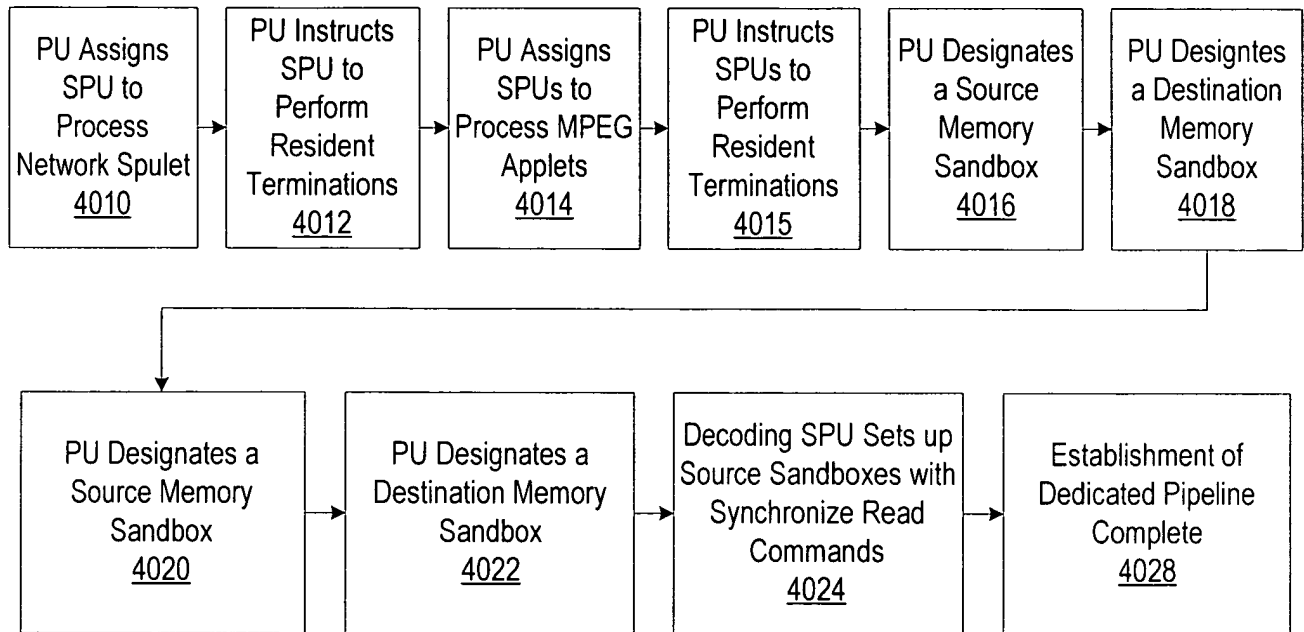 PU Assigns
SPU to
Process
Network Spulet
4010
PU Instructs
SPU to
Perform
Resident
Terminations
4012
PU Assigns
SPUs to
Process MPEG
Applets
4014
PU Instructs
SPUs to
Perform
Resident
Terminations
4015
PU Designates
a Source
Memory
Sandbox
4016
PU Designtes
a Destination
Memory
Sandbox
4018
PU Designates a
Source Memory
Sandbox
4020
PU Designates a
Destination Memory
Sandbox
4022
Decoding SPU Sets up
Source Sandboxes with
Synchronize Read
Commands
4024
Establishment of
Dedicated Pipeline
Complete
4028